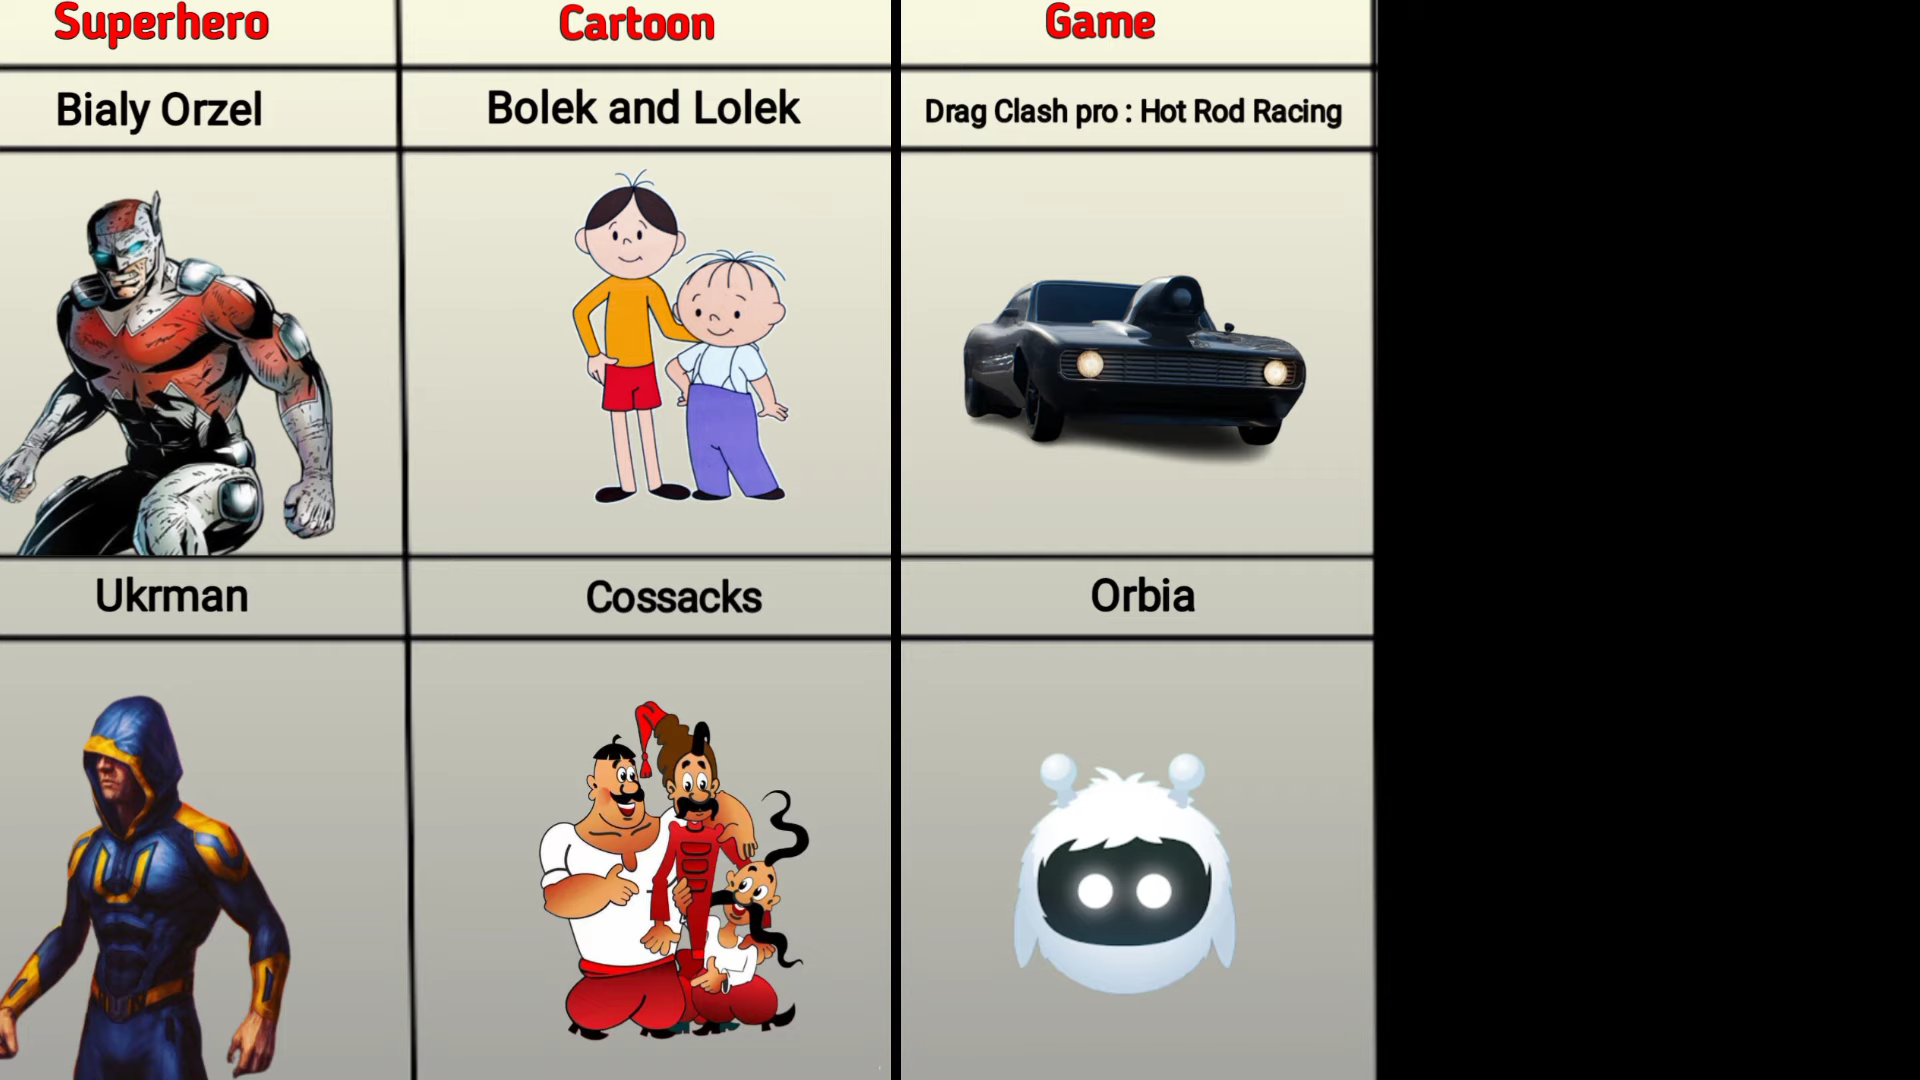 Superhero
Cartoon
Game
Bialy Orzel
Bolek and Lolek
Drag Clash pro : Hot Rod Racing
Ukrman
Cossacks
Orbia